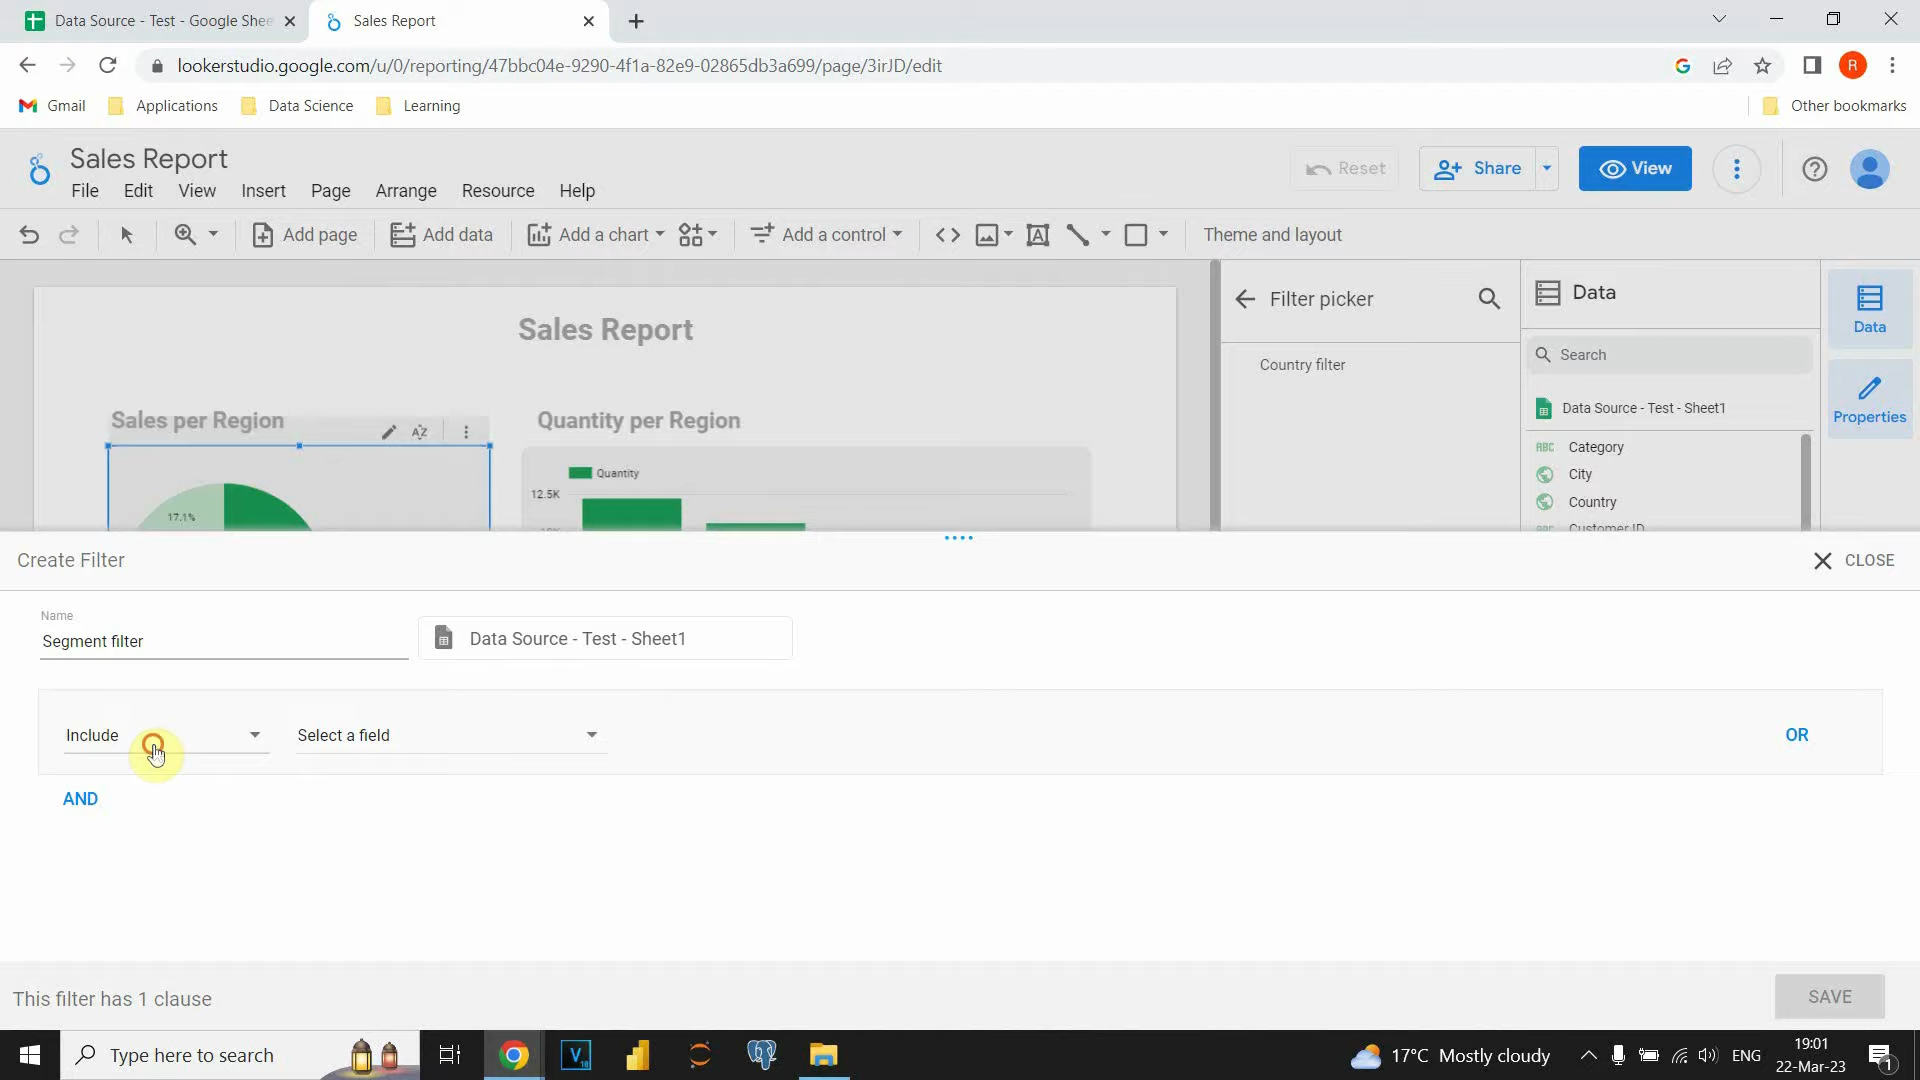 Data Source - Test - Google Shee
Sales Report
lookerstudio.google.com/u/0/reporting/47bbc04e-9290-4f1a-82e9-02865db3a699/page/3irJD/edit
G
R
Gmail
Applications
Data Science
Learning
Other bookmarks
Sales Report
Reset
Share
View
File
Edit
View
Insert
Page
Arrange
Resource
Help
Add page
Add data
Add a chart
Add a control
Theme and layout
Sales Report
Filter picker
Data
Data
Search
Country filter
Data Source - Test - Sheet1
Properties
Sales per Region
Quantity per Region
ABC Category
City
Country
ABC Customer ID
Quantity
12.5K
17.1%
Create Filter
CLOSE
Name
Segment filter
Data Source - Test - Sheet1
Include
Select a field
OR
AND
This filter has 1 clause
SAVE
Type here to search
17°C Mostly cloudy
ENG
19:01
22-Mar-23
1